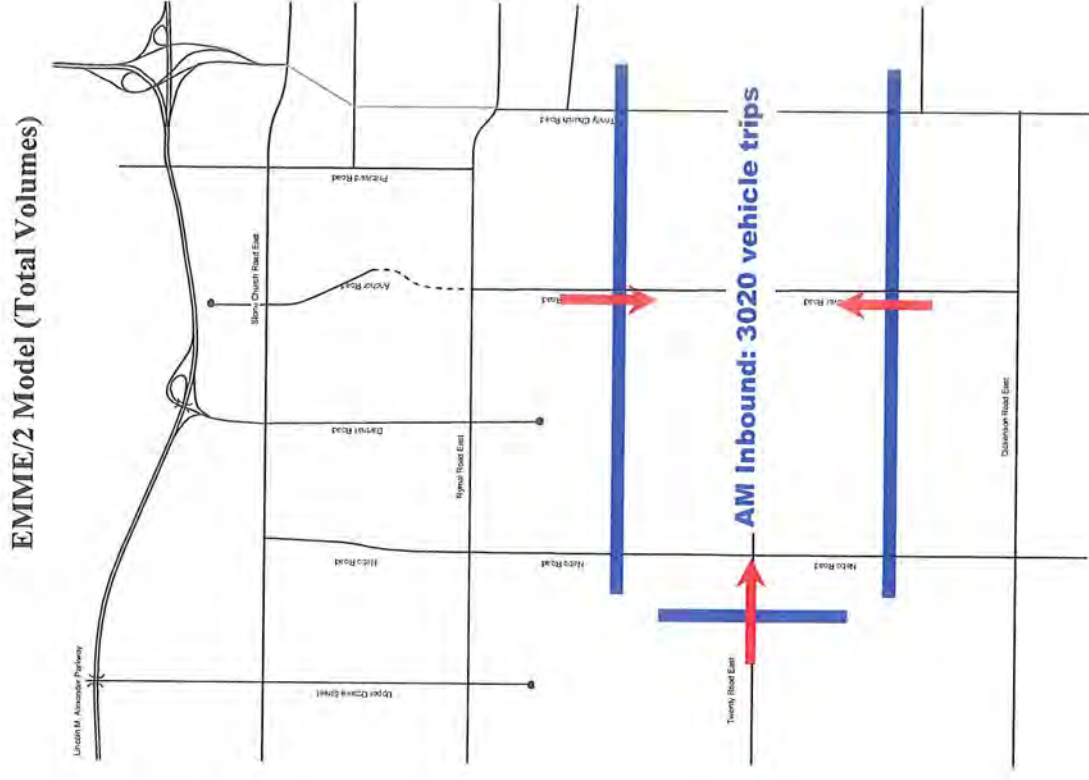 EMME/2 Model (Total Volumes)
Lincoln M. Alexander Parkway
Pritchard Road
Trinity Church Road
Stone Church Road East
Anchor Road
Dartnall Road
Rymal Road East
Nebo Road
Nebo Road
Upper Ottawa Street
Road
Road
AM Inbound: 3020 vehicle trips
Nebo Road
Twenty Road East
Dickenson Road East